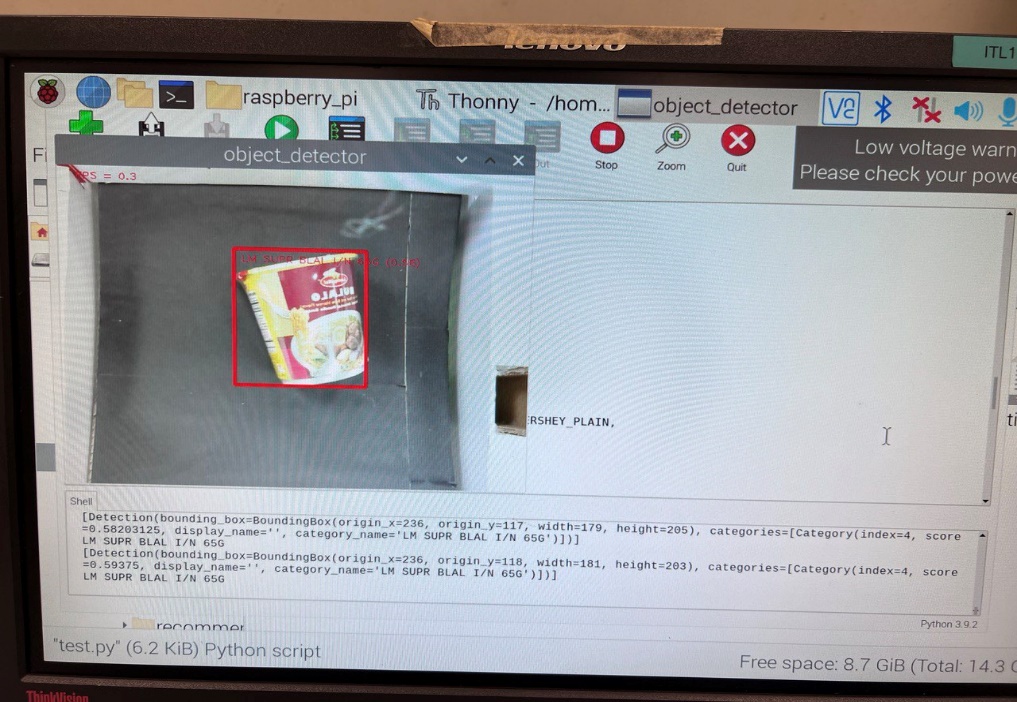 lenovo
ITL1
raspberry_pi
Thonny - /hom...
object_detector
V2
object_detector
Stop
Zoom
Quit
Low voltage warn
Please check your powe
FPS = 0.3
LM SUPR BLAL I/N 65G
BULALO
ERSHEY_PLAIN,
Shell
[Detection(bounding_box=BoundingBox(origin_x=236, origin_y=117, width=179, height=205), categories=[Category(index=4, score
=0.58203125, display_name='', category_name='LM SUPR BLAL I/N 65G')])]
LM SUPR BLAL I/N 65G
[Detection(bounding_box=BoundingBox(origin_x=236, origin_y=118, width=181, height=203), categories=[Category(index=4, score
=0.59375, display_name='', category_name='LM SUPR BLAL I/N 65G')])]
LM SUPR BLAL I/N 65G
recommer
Python 3.9.2
"test.py" (6.2 KiB) Python script
Free space: 8.7 GiB (Total: 14.3 G
ThinkVision